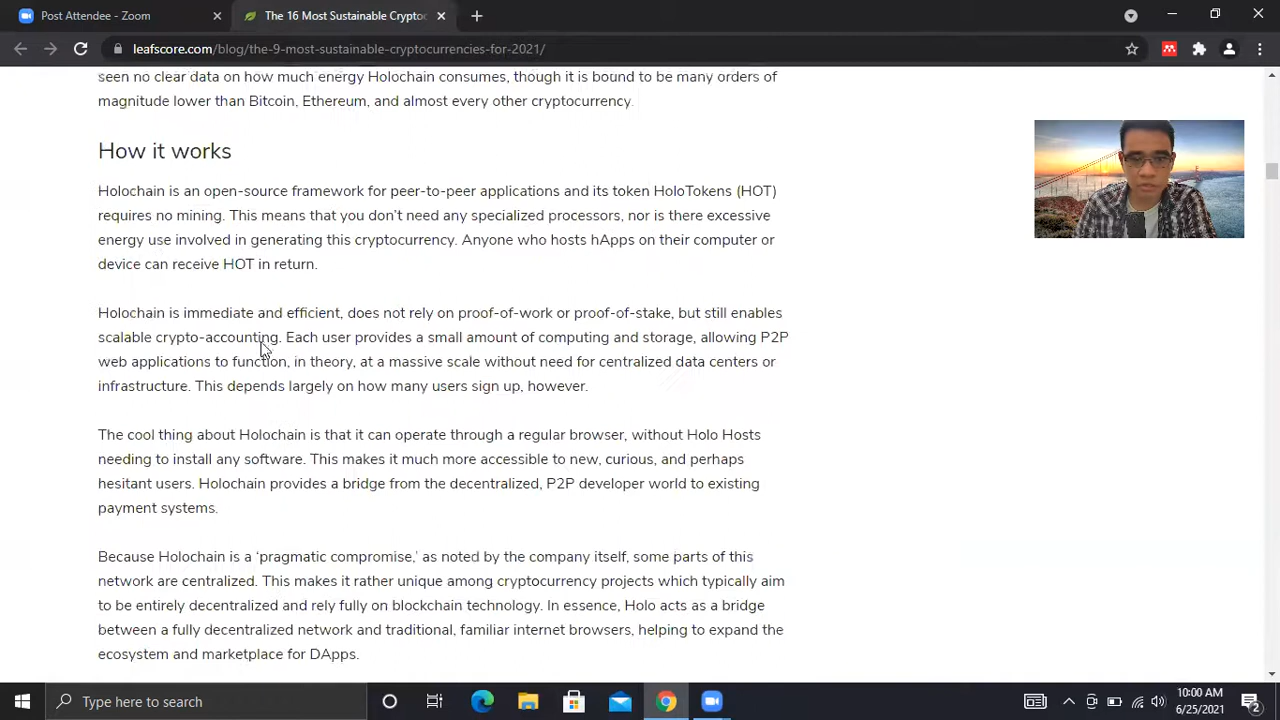 Post Attendee - Zoom
The 16 Most Sustainable Crypto
leafscore.com/blog/the-9-most-sustainable-cryptocurrencies-for-2021/
seen no clear data on how much energy Holochain consumes, though it is bound to be many orders of
magnitude lower than Bitcoin, Ethereum, and almost every other cryptocurrency.
How it works
Holochain is an open-source framework for peer-to-peer applications and its token HoloTokens (HOT)
requires no mining. This means that you don't need any specialized processors, nor is there excessive
energy use involved in generating this cryptocurrency. Anyone who hosts hApps on their computer or
device can receive HOT in return.
Holochain is immediate and efficient, does not rely on proof-of-work or proof-of-stake, but still enables
scalable crypto-accounting. Each user provides a small amount of computing and storage, allowing P2P
web applications to function, in theory, at a massive scale without need for centralized data centers or
infrastructure. This depends largely on how many users sign up, however.
The cool thing about Holochain is that it can operate through a regular browser, without Holo Hosts
needing to install any software. This makes it much more accessible to new, curious, and perhaps
hesitant users. Holochain provides a bridge from the decentralized, P2P developer world to existing
payment systems.
Because Holochain is a ‘pragmatic compromise,’ as noted by the company itself, some parts of this
network are centralized. This makes it rather unique among cryptocurrency projects which typically aim
to be entirely decentralized and rely fully on blockchain technology. In essence, Holo acts as a bridge
between a fully decentralized network and traditional, familiar internet browsers, helping to expand the
ecosystem and marketplace for DApps.
Type here to search
10:00 AM
6/25/2021
2